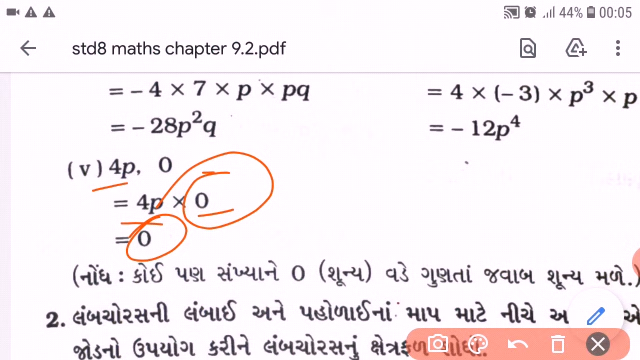 44% 00:05
std8 maths chapter 9.2.pdf
= – 4 × 7 × p × pq
= – 28p²q
= 4 × (– 3) × p³ × p
= – 12p⁴
(v) 4p, 0
= 4p × 0
= 0
(નોંધ : કોઈ પણ સંખ્યાને 0 (શૂન્ય) વડે ગુણતાં જવાબ શૂન્ય મળે.)
2. લંબચોરસની લંબાઈ અને પહોળાઈનાં માપ માટે નીચે
જોડનો ઉપયોગ કરીને લંબચોરસનું ક્ષેત્રફળ